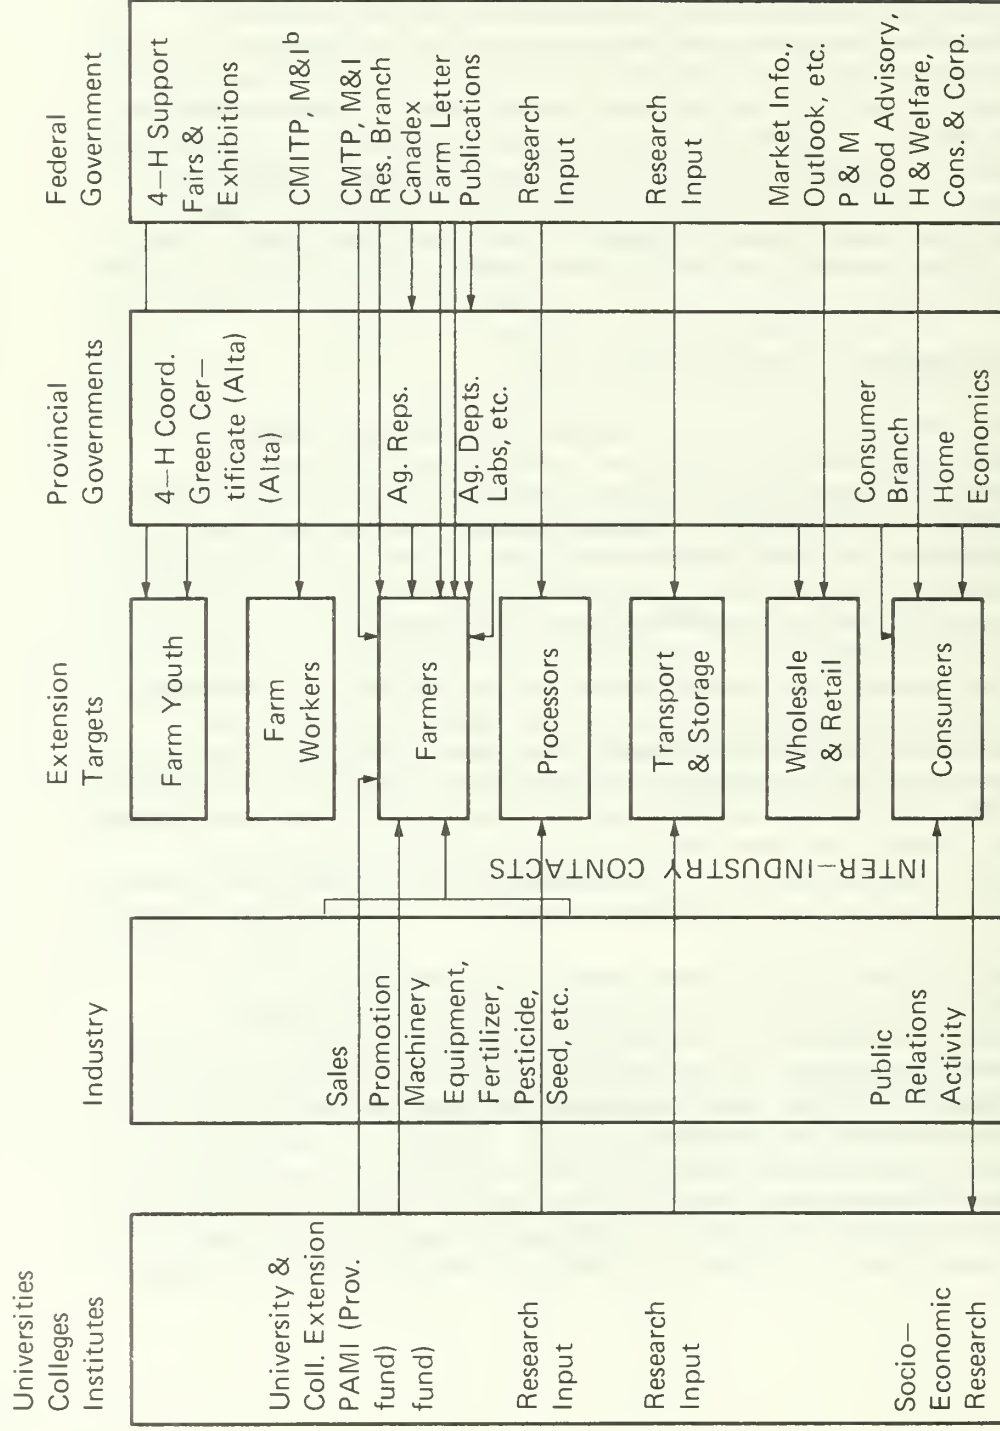 Universities
Colleges
Institutes
University &
Coll. Extension
PAMI (Prov.
fund)
fund)
Research
Input
Research
Input
Socio—
Economic
Research
Industry
Sales
Promotion
Machinery
Equipment,
Fertilizer,
Pesticide,
Seed, etc.
Public
Relations
Activity
INTER—INDUSTRY CONTACTS
Extension
Targets
Farm Youth
Farm
Workers
Farmers
Processors
Transport
& Storage
Wholesale
& Retail
Consumers
Provincial
Governments
4—H Coord.
Green Cer—
tificate (Alta)
(Alta)
Ag. Reps.
Ag. Depts.
Labs, etc.
Consumer
Branch
Home
Economics
Federal
Government
4—H Support
Fairs &
Exhibitions
CMITP, M&Ib
CMTP, M&I
Res. Branch
Canadex
Farm Letter
Publications
Research
Input
Research
Input
Market Info.,
Outlook, etc.
P & M
Food Advisory,
H & Welfare,
Cons. & Corp.